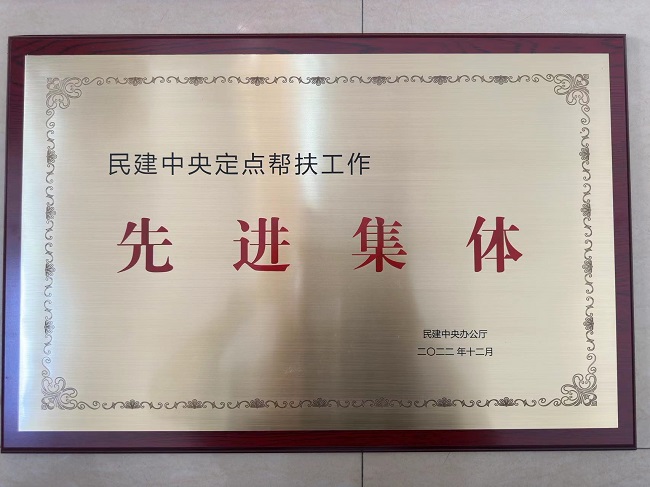 民建中央定点帮扶工作
先进集体
民建中央办公厅
二〇二二年十二月